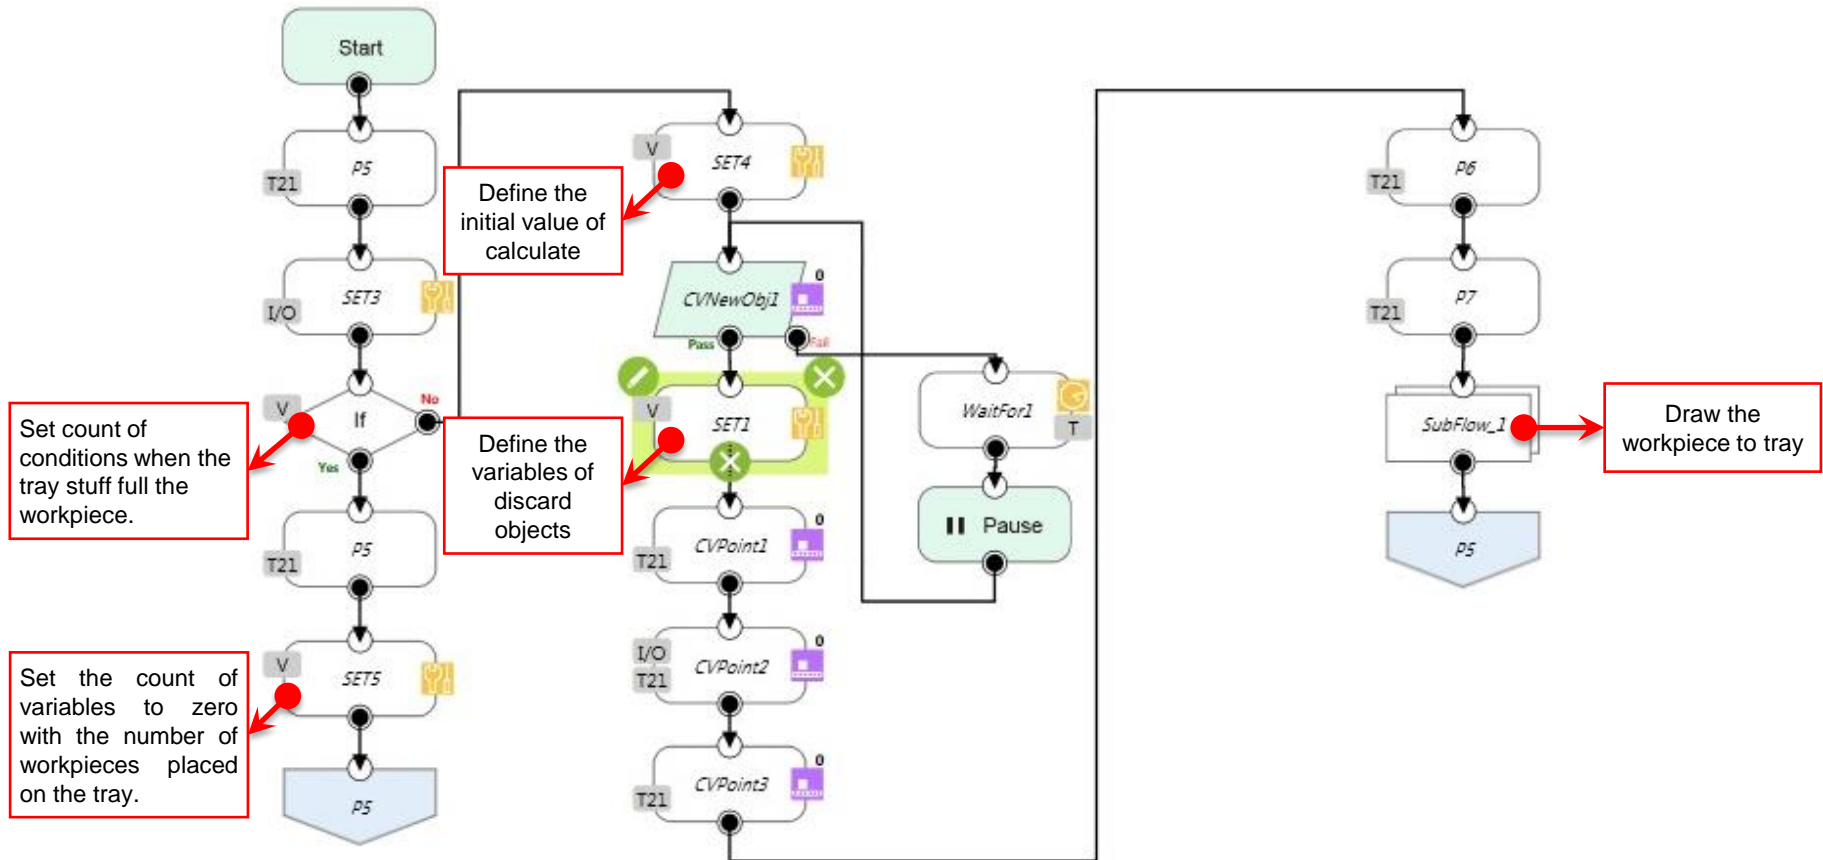 Start
P5
T21
SET3
I/O
If
V
No
Yes
Set count of
conditions when the
tray stuff full the
workpiece.
P5
T21
SET5
V
Set the count of
variables to zero
with the number of
workpieces placed
on the tray.
P5
V
SET4
Define the
initial value of
calculate
0
CVNewObj1
Pass
Fail
V
SET1
Define the
variables of
discard
objects
0
CVPoint1
T21
0
I/O
CVPoint2
T21
0
CVPoint3
T21
WaitFor1
T
Pause
P6
T21
P7
T21
SubFlow_1
Draw the
workpiece to tray
P5